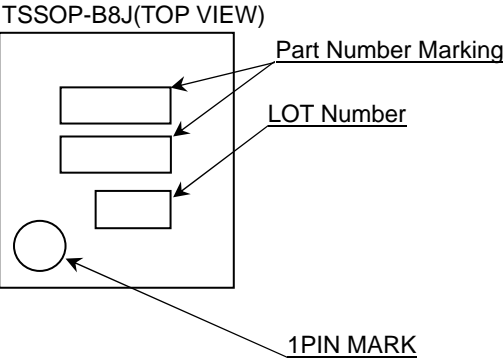 TSSOP-B8J(TOP VIEW)
Part Number Marking
LOT Number
1PIN MARK